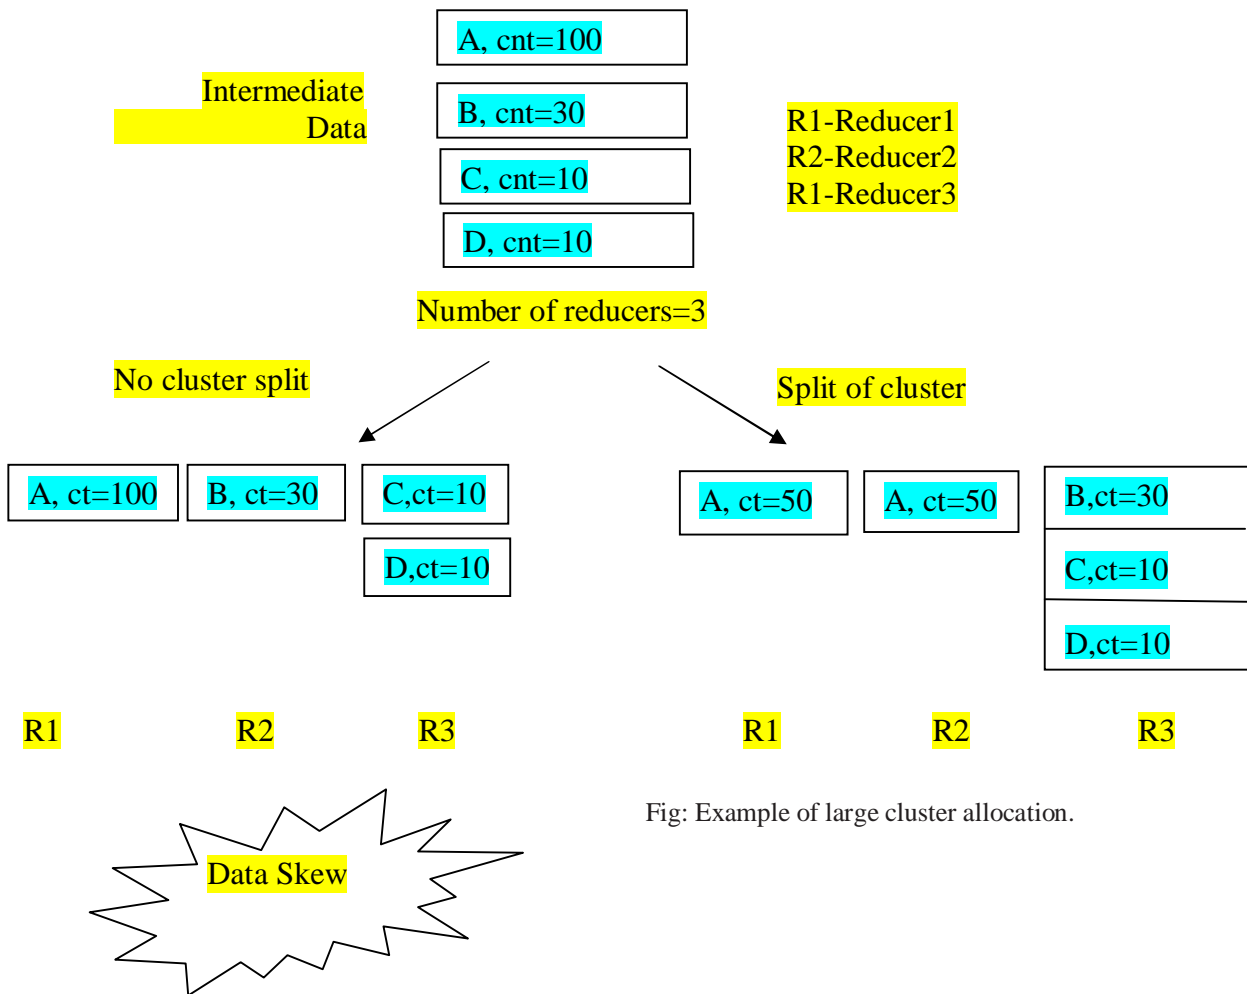 A, cnt=100
Intermediate
Data
B, cnt=30
R1-Reducer1
R2-Reducer2
R1-Reducer3
C, cnt=10
D, cnt=10
Number of reducers=3
No cluster split
Split of cluster
A, ct=100
B, ct=30
C,ct=10
D,ct=10
A, ct=50
A, ct=50
B,ct=30
C,ct=10
D,ct=10
R1
R2
R3
R1
R2
R3
Fig: Example of large cluster allocation.
Data Skew